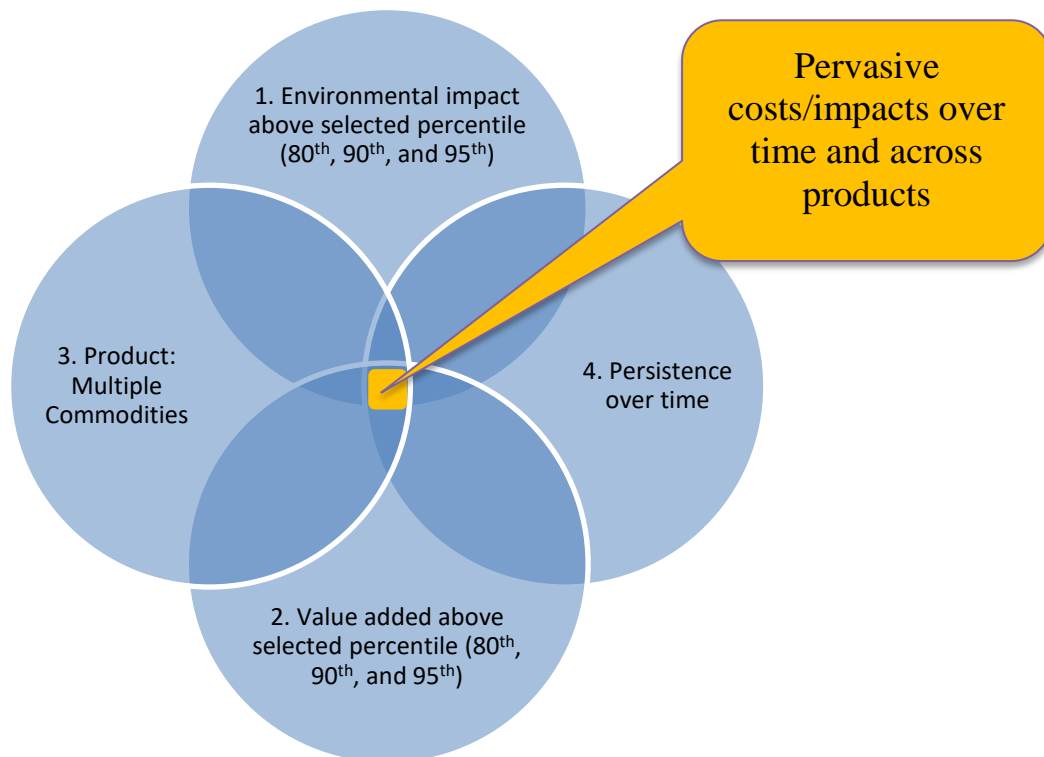 1. Environmental impact
above selected percentile
(80th, 90th, and 95th)
Pervasive
costs/impacts over
time and across
products
3. Product:
Multiple
Commodities
4. Persistence
over time
2. Value added above
selected percentile (80th,
90th, and 95th)